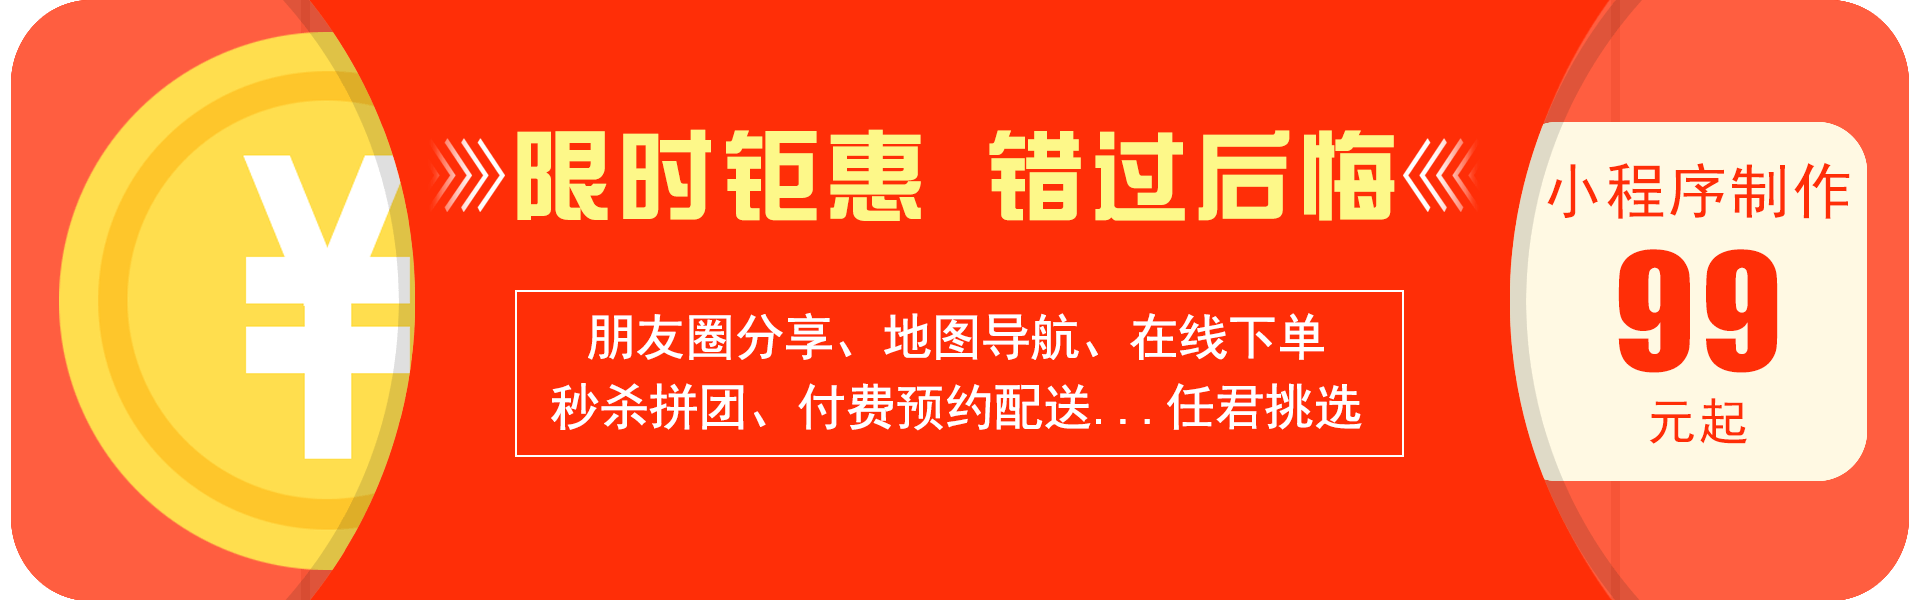 ¥
限时钜惠 错过后悔
朋友圈分享、地图导航、在线下单
秒杀拼团、付费预约配送...任君挑选
小程序制作
99
元起